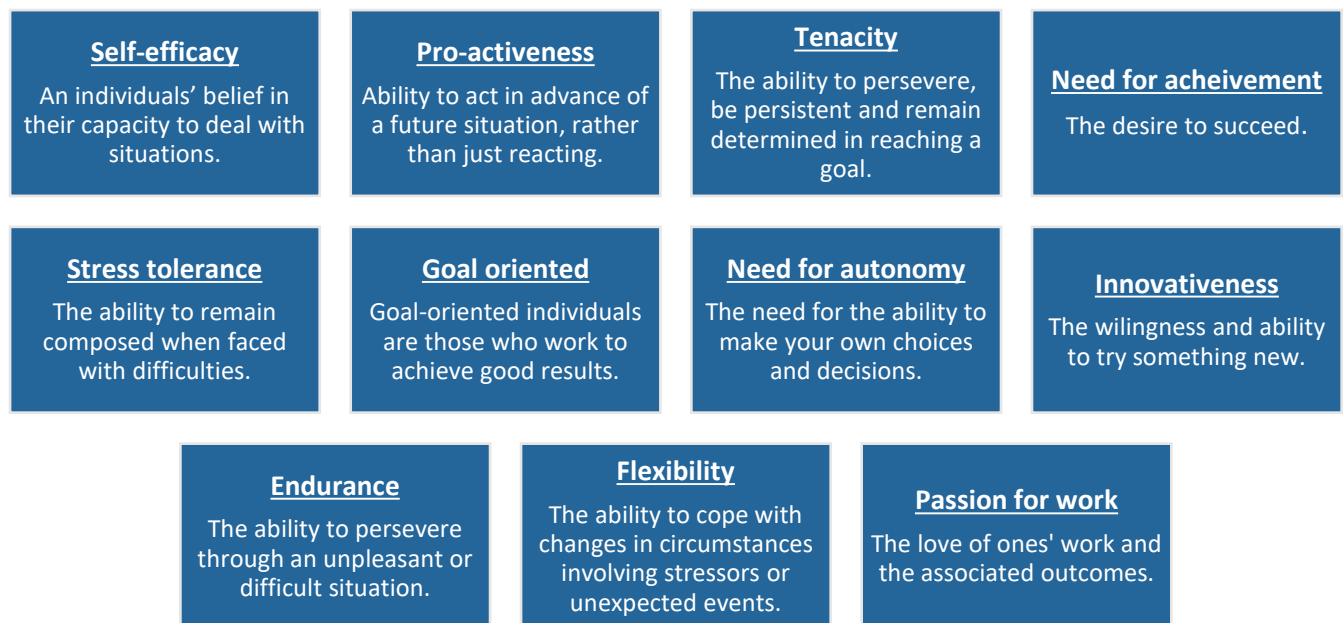 Self-efficacy
An individuals’ belief in
their capacity to deal with
situations.
Pro-activeness
Ability to act in advance of
a future situation, rather
than just reacting.
Tenacity
The ability to persevere,
be persistent and remain
determined in reaching a
goal.
Need for acheivement
The desire to succeed.
Stress tolerance
The ability to remain
composed when faced
with difficulties.
Goal oriented
Goal-oriented individuals
are those who work to
achieve good results.
Need for autonomy
The need for the ability to
make your own choices
and decisions.
Innovativeness
The wilingness and ability
to try something new.
Endurance
The ability to persevere
through an unpleasant or
difficult situation.
Flexibility
The ability to cope with
changes in circumstances
involving stressors or
unexpected events.
Passion for work
The love of ones' work and
the associated outcomes.